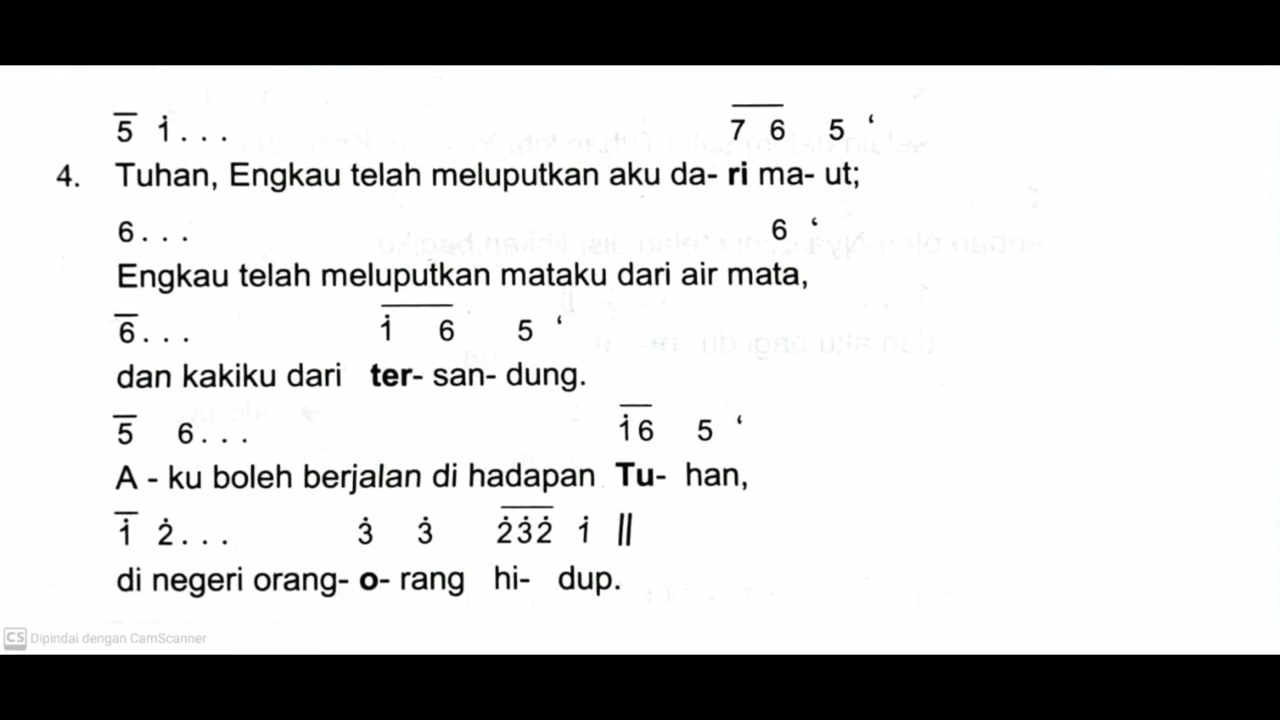 5̅ 1̇ . . . 7̅ 6̅ 5 ‘
4. Tuhan, Engkau telah meluputkan aku da- ri ma- ut;
6 . . . 6 ‘
Engkau telah meluputkan mataku dari air mata,
6̅ . . . 1̇̅ 6̅ 5 ‘
dan kakiku dari ter- san- dung.
5̅ 6 . . . 1̇̅ 6̅ 5 ‘
A - ku boleh berjalan di hadapan Tu- han,
1̇̅ 2̇ . . . 3̇ 3̇ 2̇̅3̇̅2̇̅ 1̇ ||
di negeri orang- o- rang hi- dup.
CS Dipindai dengan CamScanner